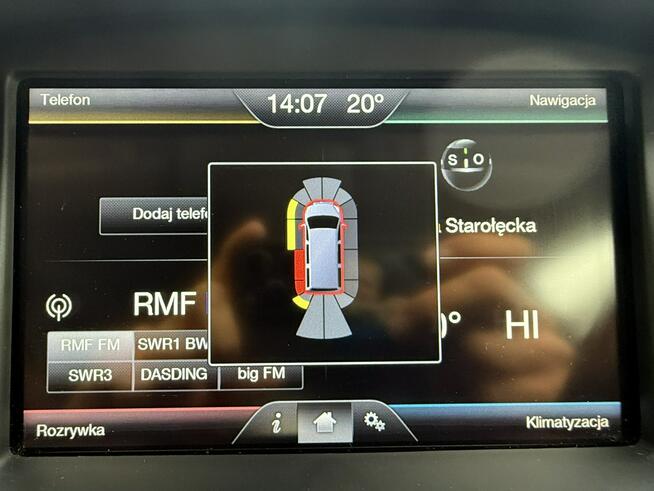 Telefon
14:07 20°
Nawigacja
S O
Dodaj telefo
a Starołęcka
RMF
0° HI
RMF FM SWR1 BW
SWR3 DASDING big FM
Rozrywka
i
Klimatyzacja